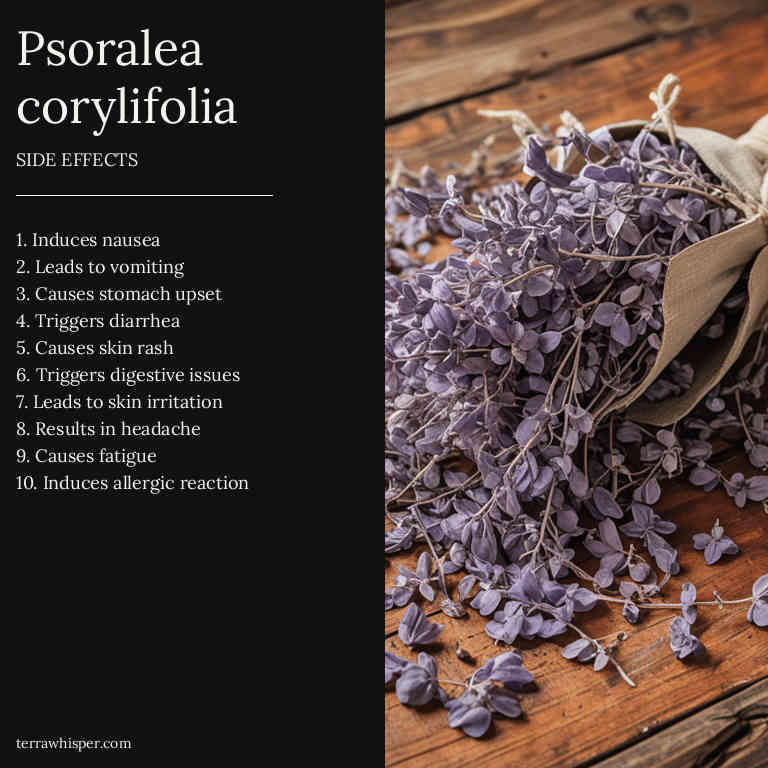 Psoralea
corylifolia
SIDE EFFECTS
1. Induces nausea
2. Leads to vomiting
3. Causes stomach upset
4. Triggers diarrhea
5. Causes skin rash
6. Triggers digestive issues
7. Leads to skin irritation
8. Results in headache
9. Causes fatigue
10. Induces allergic reaction
terrawhisper.com